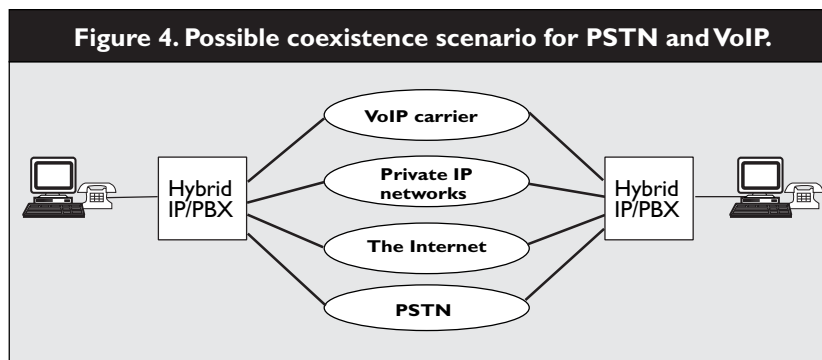 Figure 4. Possible coexistence scenario for PSTN and VoIP.
VoIP carrier
Hybrid
IP/PBX
Private IP
networks
The Internet
PSTN
Hybrid
IP/PBX